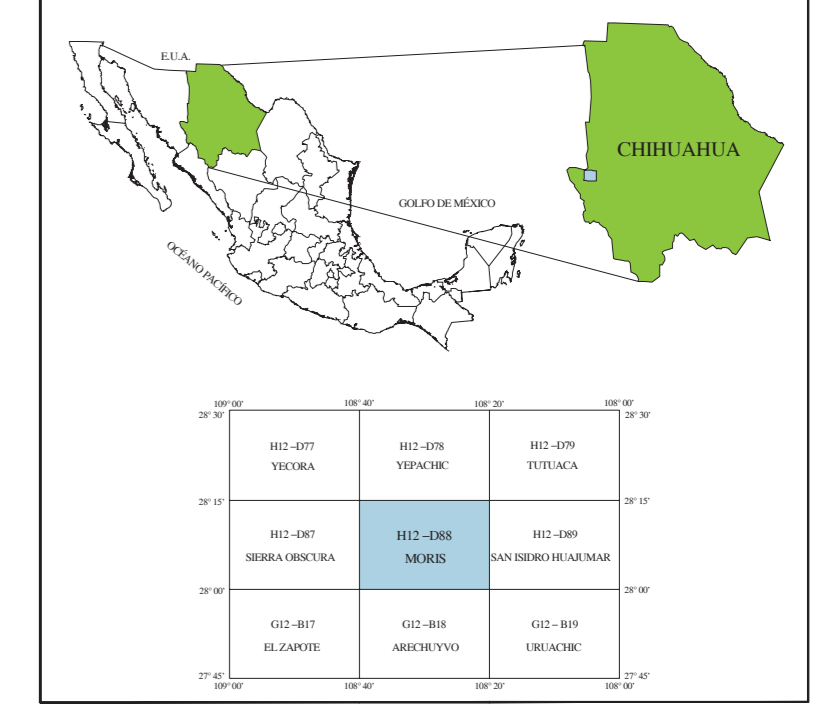 E.U.A.
CHIHUAHUA
GOLFO DE MÉXICO
OCÉANO PACÍFICO
109° 00' 108° 40' 108° 20' 108° 00'
28° 30' 28° 30'
H12 –D77 H12 –D78 H12 –D79
YECORA YEPACHIC TUTUACA
28° 15' 28° 15'
H12 –D87 H12 –D88 H12 –D89
SIERRA OBSCURA MORIS SAN ISIDRO HUAJUMAR
28° 00' 28° 00'
G12 –B17 G12 –B18 G12 – B19
EL ZAPOTE ARECHUYVO URUACHIC
27° 45' 27° 45'
109° 00' 108° 40' 108° 20' 108° 00'